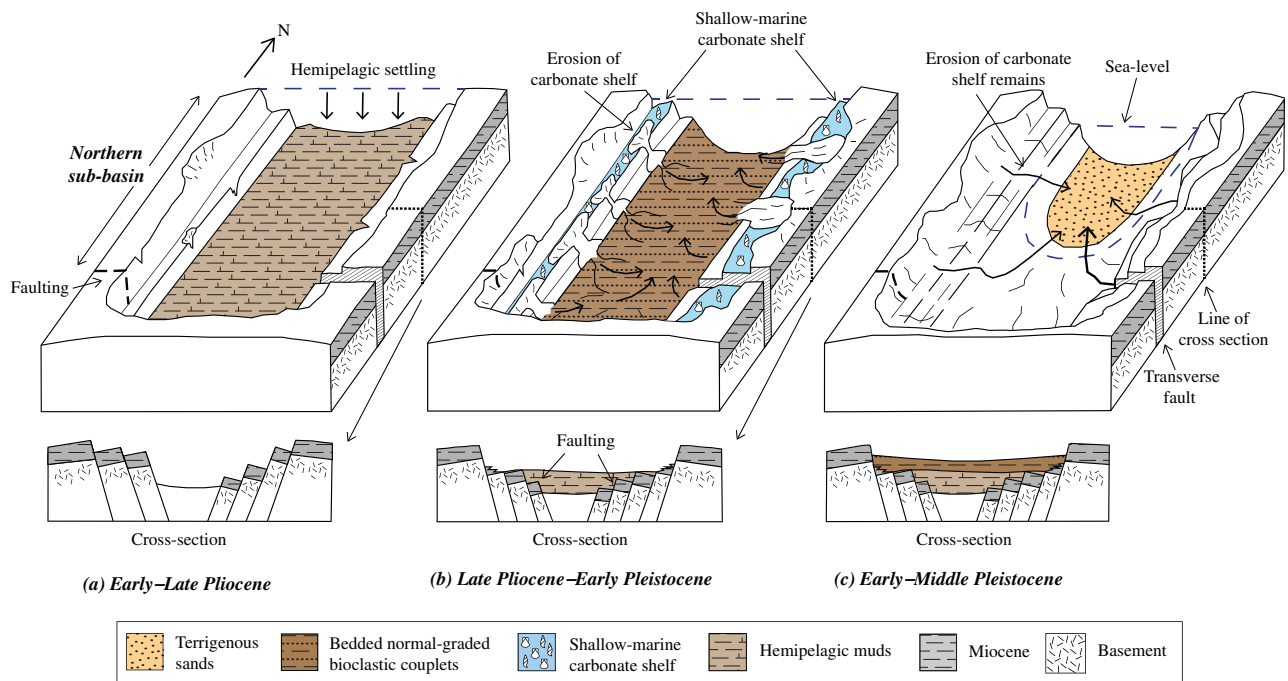 N
Hemipelagic settling
Northern
sub-basin
Faulting
Cross-section
(a) Early–Late Pliocene
Shallow-marine
carbonate shelf
Erosion of
carbonate shelf
Faulting
Cross-section
(b) Late Pliocene–Early Pleistocene
Erosion of carbonate
shelf remains
Sea-level
Line of
cross section
Transverse
fault
Cross-section
(c) Early–Middle Pleistocene
Terrigenous
sands
Bedded normal-graded
bioclastic couplets
Shallow-marine
carbonate shelf
Hemipelagic muds
Miocene
Basement